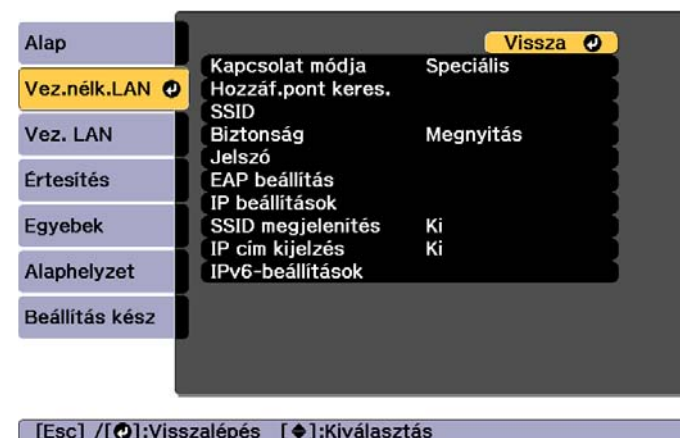 Alap
Vez.nélk.LAN
Vez. LAN
Értesítés
Egyebek
Alaphelyzet
Beállítás kész
Vissza
Kapcsolat módja Speciális
Hozzáf.pont keres.
SSID
Biztonság Megnyitás
Jelszó
EAP beállítás
IP beállítások
SSID megjelenítés Ki
IP cím kijelzés Ki
IPv6-beállítások
[Esc] /[⏎]:Visszalépés [♦]:Kiválasztás